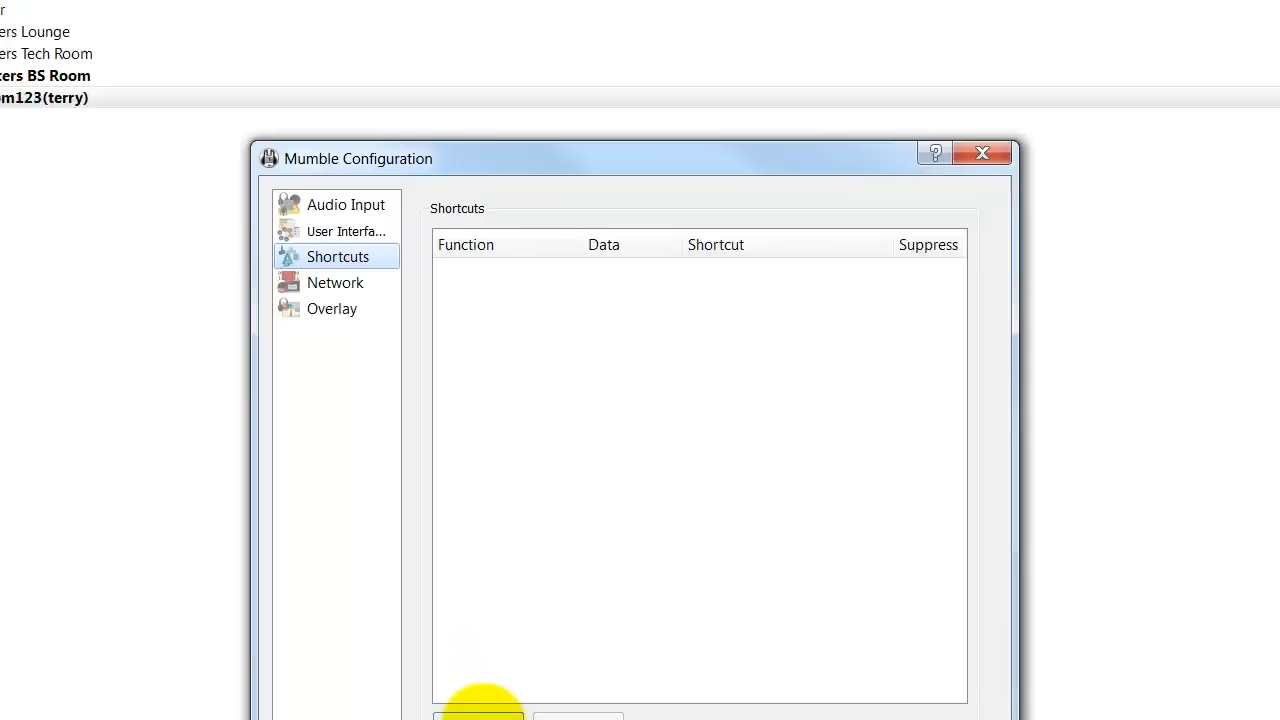 r
ers Lounge
ers Tech Room
ters BS Room
m123(terry)
Mumble Configuration
Audio Input
User Interfa...
Shortcuts
Network
Overlay
Shortcuts
Function Data Shortcut Suppress